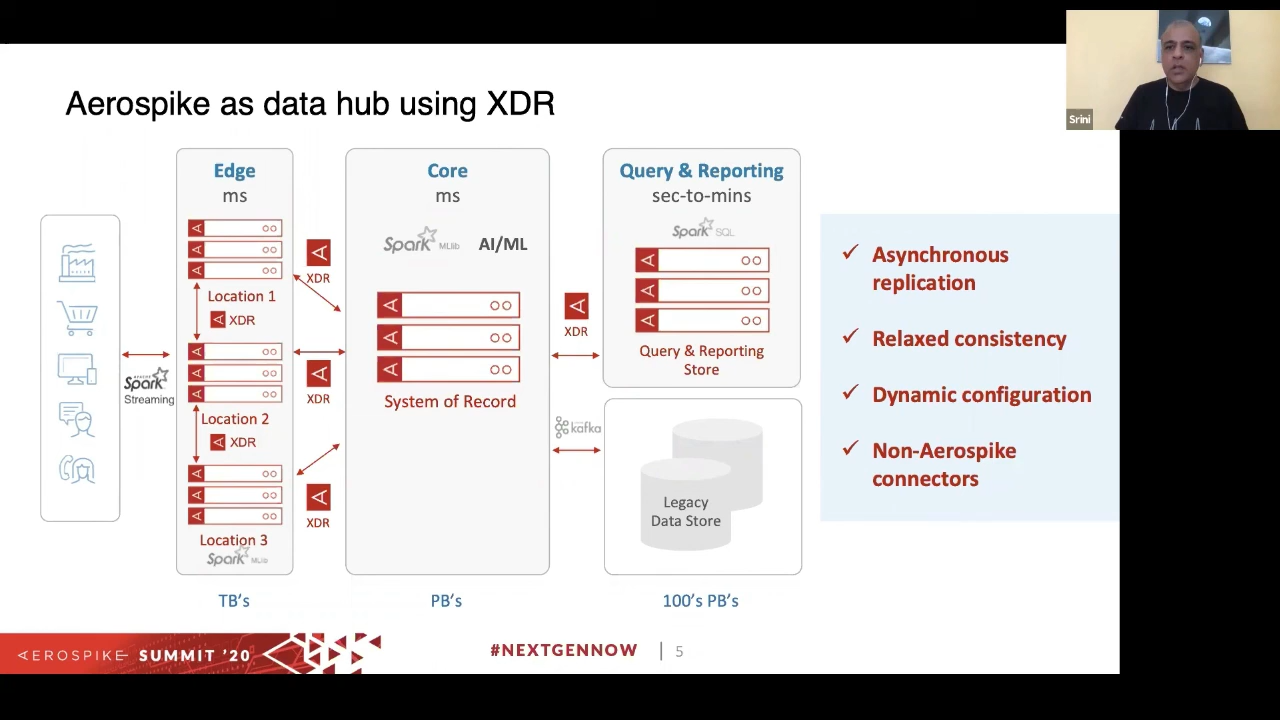 Aerospike as data hub using XDR
Srini
Edge
ms
Location 1
XDR
Location 2
XDR
Location 3
Spark MLlib
TB's
APACHE
Spark
Streaming
XDR
XDR
XDR
Core
ms
Spark MLlib
AI/ML
System of Record
PB's
XDR
kafka
Query & Reporting
sec-to-mins
Spark SQL
Query & Reporting
Store
Legacy
Data Store
100's PB's
✓ Asynchronous
replication
✓ Relaxed consistency
✓ Dynamic configuration
✓ Non-Aerospike
connectors
AEROSPIKE SUMMIT '20
#NEXTGENNOW | 5